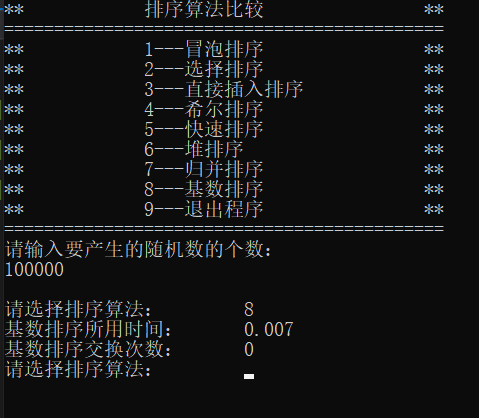 **            排序算法比较                **
============================================
**            1---冒泡排序                **
**            2---选择排序                **
**            3---直接插入排序            **
**            4---希尔排序                **
**            5---快速排序                **
**            6---堆排序                  **
**            7---归并排序                **
**            8---基数排序                **
**            9---退出程序                **
============================================
请输入要产生的随机数的个数:
100000
请选择排序算法:         8
基数排序所用时间:       0.007
基数排序交换次数:       0
请选择排序算法: